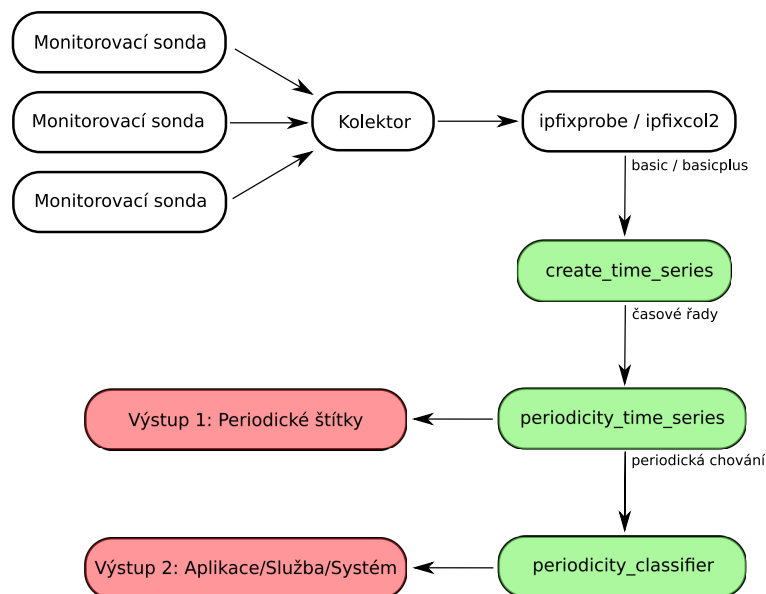 Monitorovací sonda
Monitorovací sonda
Monitorovací sonda
Kolektor
ipfixprobe / ipfixcol2
basic / basicplus
create_time_series
časové řady
periodicity_time_series
Výstup 1: Periodické štítky
periodická chování
periodicity_classifier
Výstup 2: Aplikace/Služba/Systém